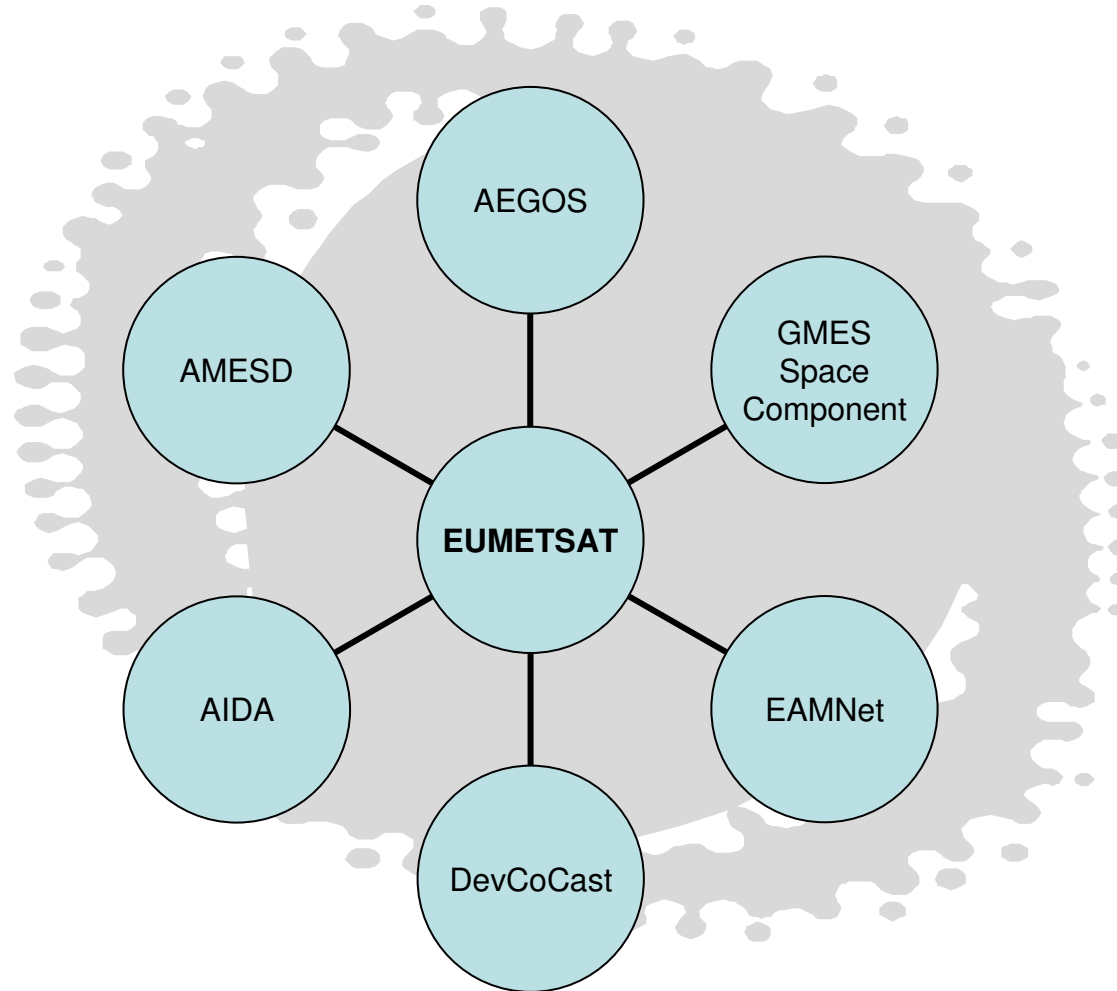 AEGOS
GMES
Space
Component
AMESD
EUMETSAT
AIDA
EAMNet
DevCoCast